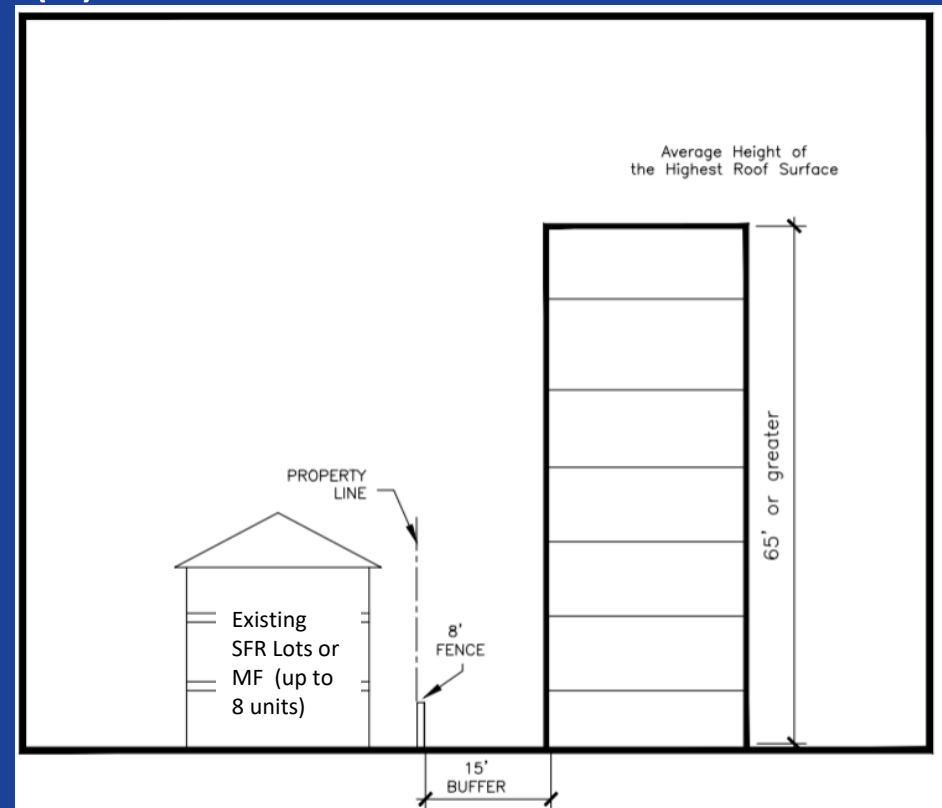 Average Height of
the Highest Roof Surface
65' or greater
PROPERTY
LINE
Existing
SFR Lots or
MF (up to
8 units)
8'
FENCE
15'
BUFFER